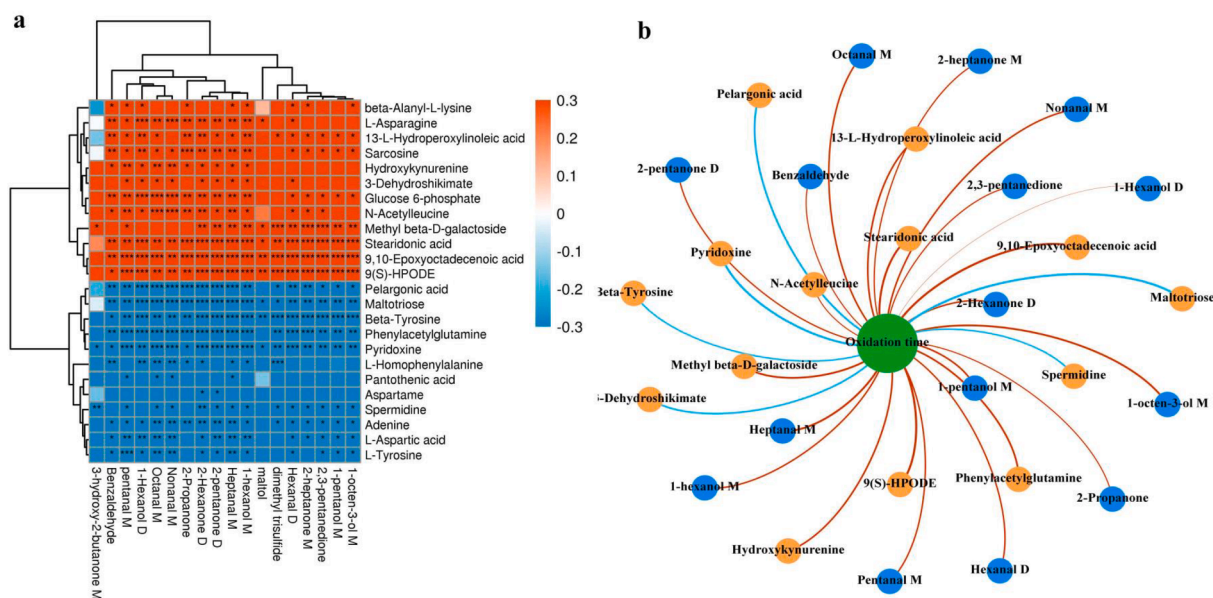 a
beta-Alanyl-L-lysine
L-Asparagine
13-L-Hydroperoxylinoleic acid
Sarcosine
Hydroxykynurenine
3-Dehydroshikimate
Glucose 6-phosphate
N-Acetylleucine
Methyl beta-D-galactoside
Stearidonic acid
9,10-Epoxyoctadecenoic acid
9(S)-HPODE
Pelargonic acid
Maltotriose
Beta-Tyrosine
Phenylacetylglutamine
Pyridoxine
L-Homophenylalanine
Pantothenic acid
Aspartame
Spermidine
Adenine
L-Aspartic acid
L-Tyrosine
3-hydroxy-2-butanone M
Benzaldehyde
pentanal M
1-Hexanol D
Octanal M
Nonanal M
2-Propanone
2-Hexanone D
2-pentanone D
Heptanal M
1-hexanol M
maltol
dimethyl trisulfide
Hexanal D
2-heptanone M
2,3-pentanedione
1-pentanol M
1-octen-3-ol M
0.3
0.2
0.1
0
-0.1
-0.2
-0.3
b
Octanal M
2-heptanone M
Pelargonic acid
Nonanal M
13-L-Hydroperoxylinoleic acid
2-pentanone D
Benzaldehyde
2,3-pentanedione
1-Hexanol D
Stearidonic acid
9,10-Epoxyoctadecenoic acid
Pyridoxine
N-Acetylleucine
Beta-Tyrosine
2-Hexanone D
Maltotriose
Oxidation time
Methyl beta-D-galactoside
Spermidine
1-pentanol M
-Dehydroshikimate
1-octen-3-ol M
Heptanal M
1-hexanol M
9(S)-HPODE
Phenylacetylglutamine
2-Propanone
Hydroxykynurenine
Pentanal M
Hexanal D